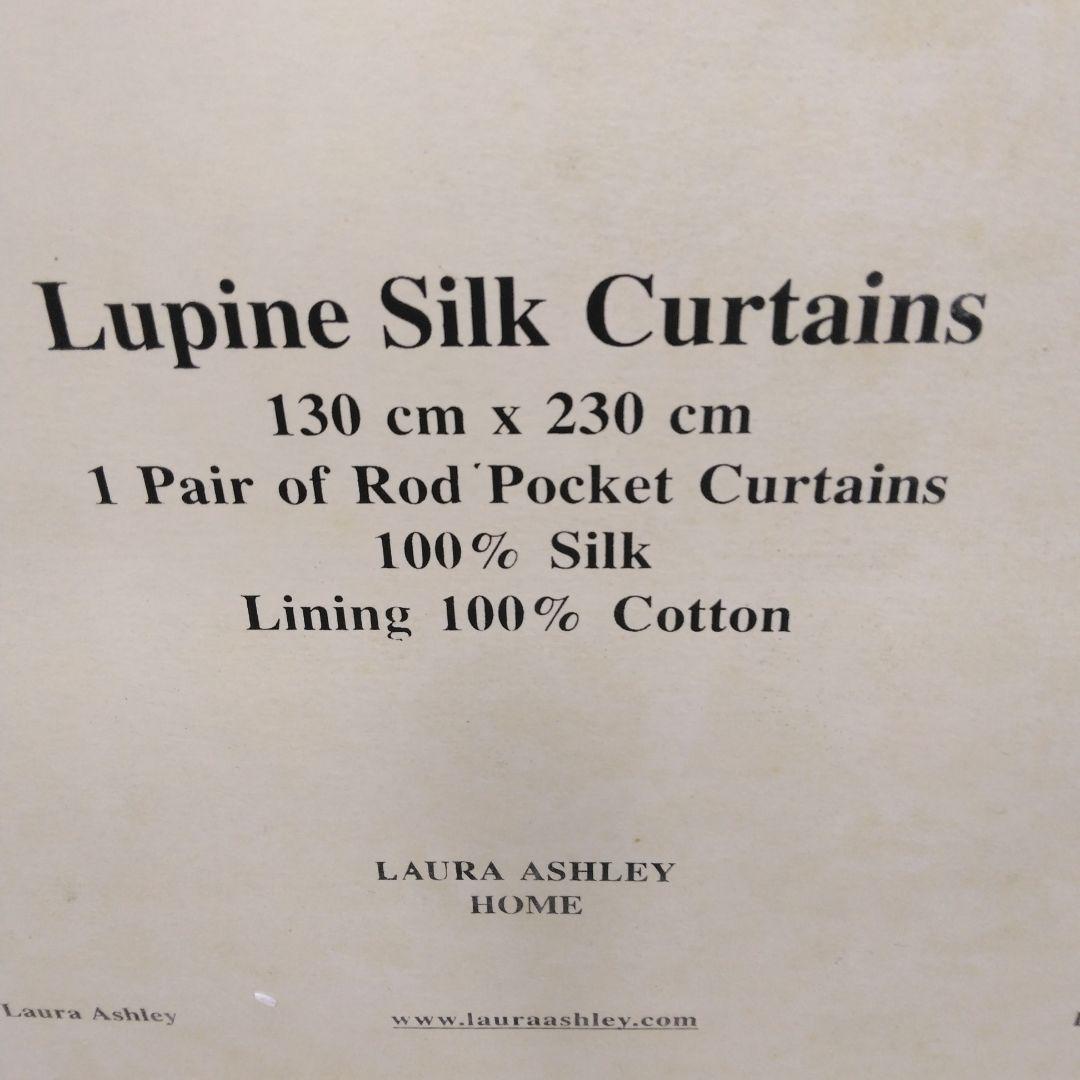 Lupine Silk Curtains
130 cm x 230 cm
1 Pair of Rod Pocket Curtains
100% Silk
Lining 100% Cotton
LAURA ASHLEY
HOME
Laura Ashley
www.lauraashley.com